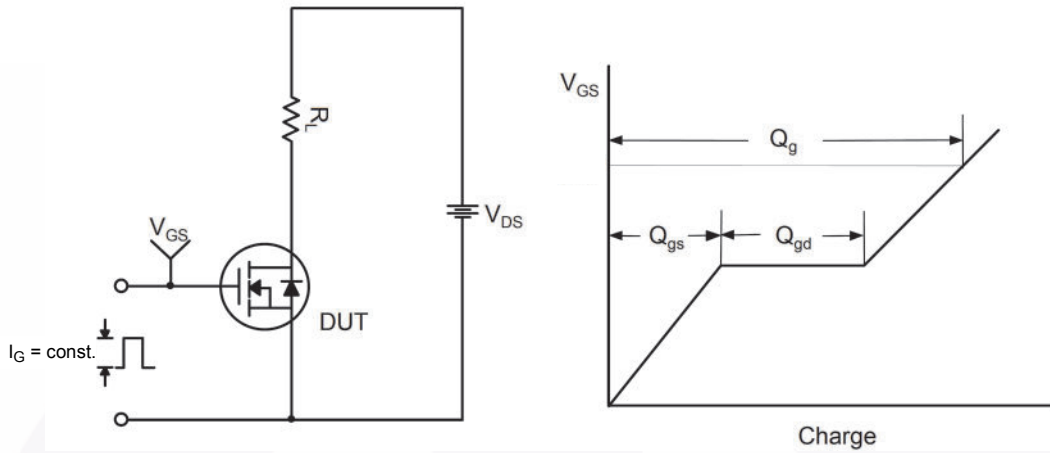 R_L
V_GS
V_DS
DUT
I_G = const.
V_GS
Q_g
Q_gs
Q_gd
Charge